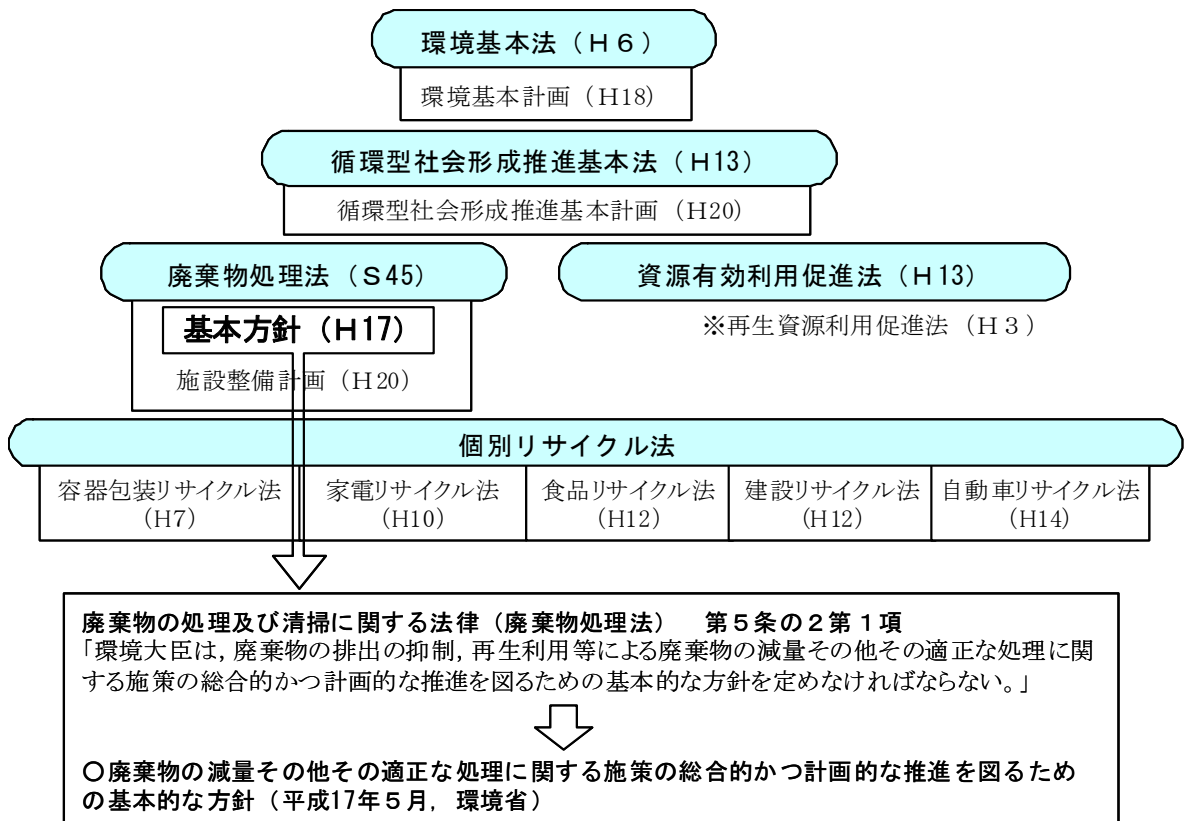 環境基本法（Ｈ６）
環境基本計画（H18）
循環型社会形成推進基本法（H13）
循環型社会形成推進基本計画（H20）
廃棄物処理法（Ｓ45）
資源有効利用促進法（H13）
基本方針（H17）
※再生資源利用促進法（Ｈ３）
施設整備計画（H20）
個別リサイクル法
容器包装リサイクル法
（H7）
家電リサイクル法
（H10）
食品リサイクル法
（H12）
建設リサイクル法
（H12）
自動車リサイクル法
（H14）
廃棄物の処理及び清掃に関する法律（廃棄物処理法）　第５条の２第１項
「環境大臣は，廃棄物の排出の抑制，再生利用等による廃棄物の減量その他その適正な処理に関
する施策の総合的かつ計画的な推進を図るための基本的な方針を定めなければならない。」
○廃棄物の減量その他その適正な処理に関する施策の総合的かつ計画的な推進を図るため
の基本的な方針（平成17年５月，環境省）